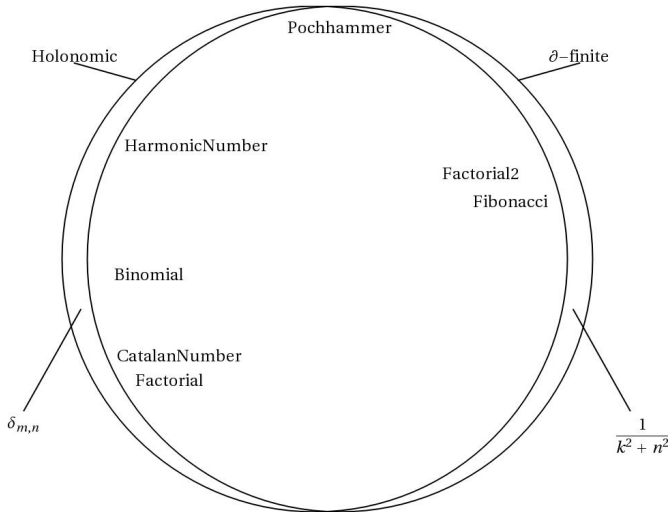 Pochhammer
Holonomic
∂–finite
HarmonicNumber
Factorial2
Fibonacci
Binomial
CatalanNumber
Factorial
δm,n
1
k² + n²